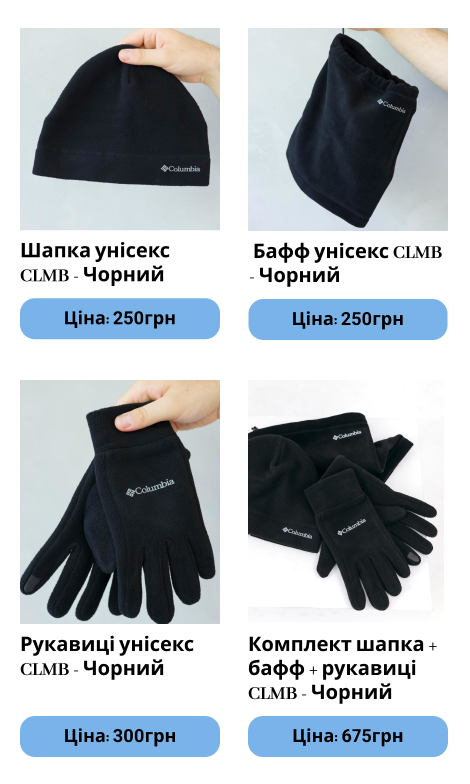 Columbia
Columbia
Шапка унісекс
CLMB - Чорний
Бафф унісекс CLMB
- Чорний
Ціна: 250грн
Ціна: 250грн
Columbia
Columbia
Columbia
Columbia
Рукавиці унісекс
CLMB - Чорний
Комплект шапка +
бафф + рукавиці
CLMB - Чорний
Ціна: 300грн
Ціна: 675грн